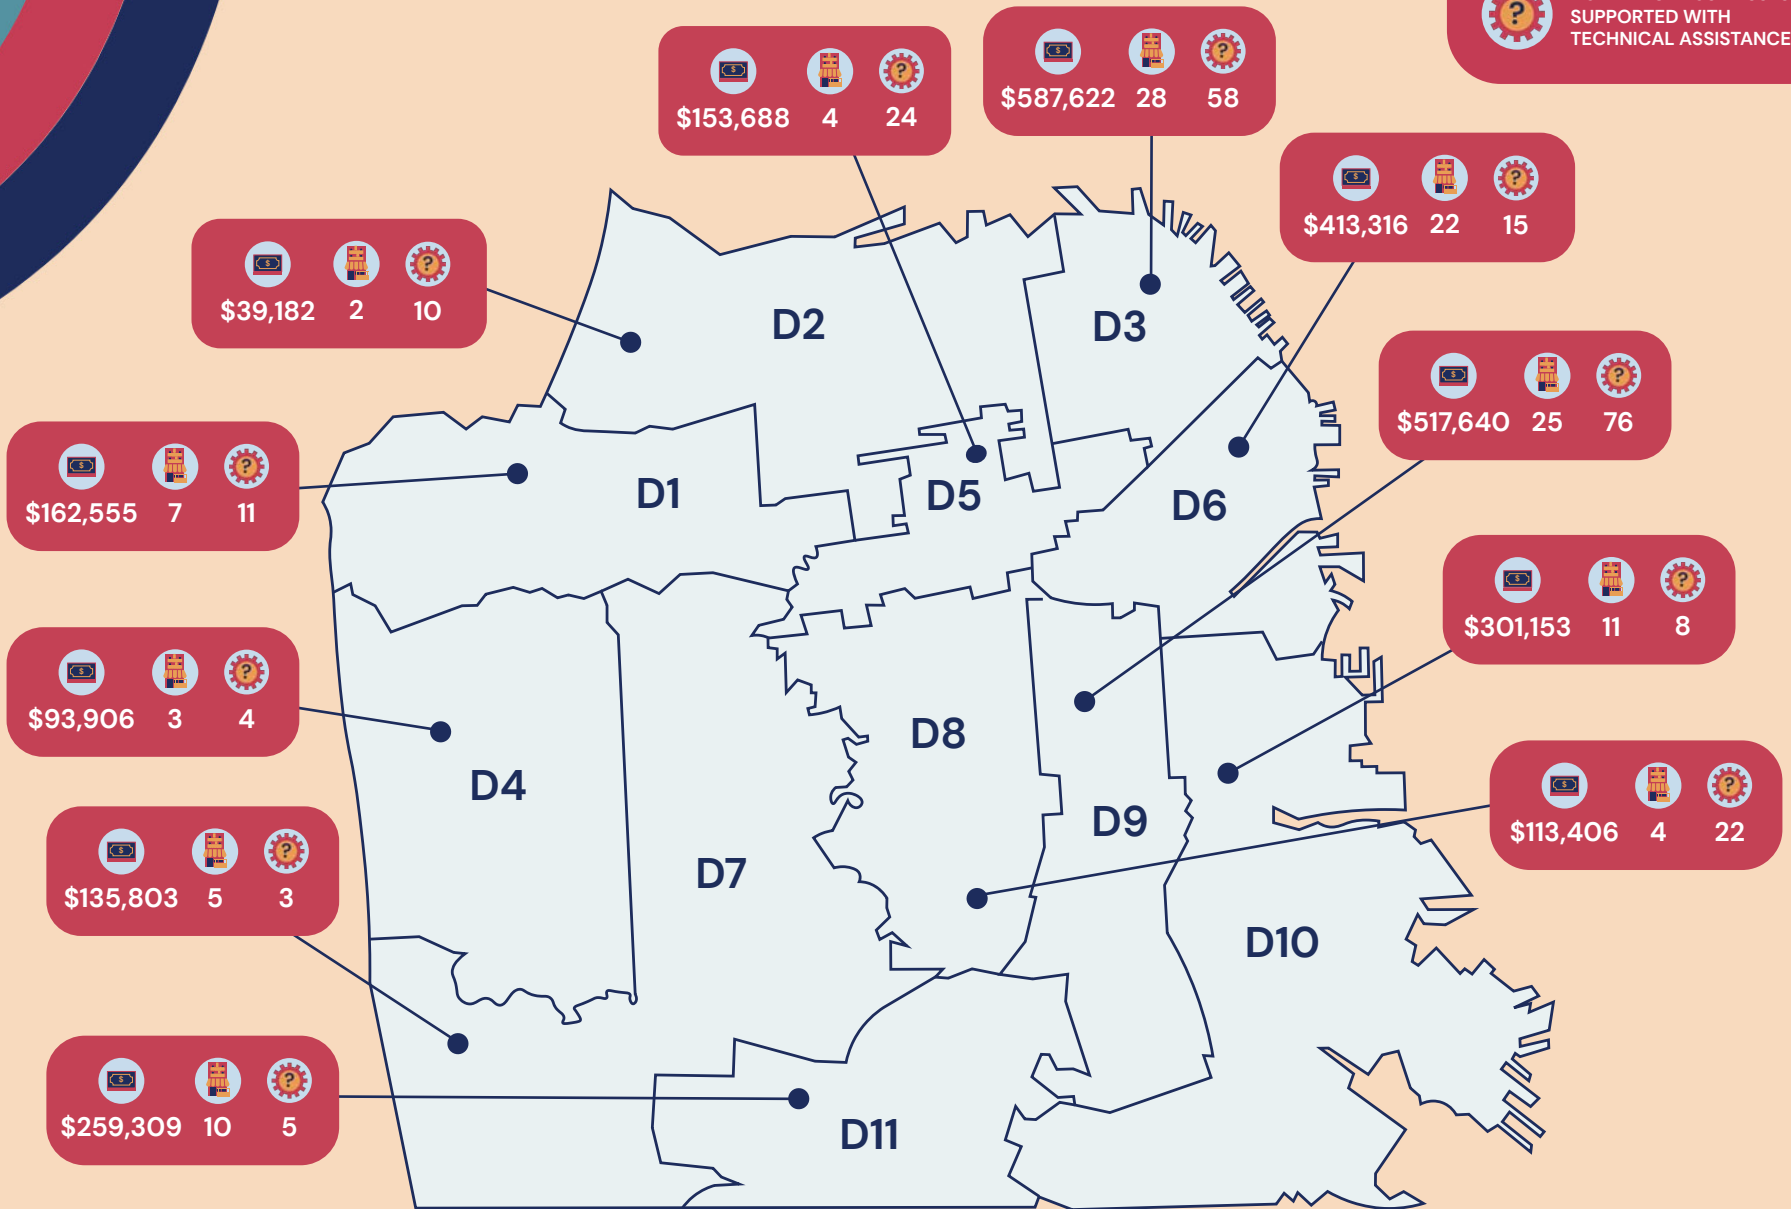 SUPPORTED WITH
TECHNICAL ASSISTANCE
$153,688 4 24
$587,622 28 58
$413,316 22 15
$39,182 2 10
$517,640 25 76
$162,555 7 11
$301,153 11 8
$93,906 3 4
$113,406 4 22
$135,803 5 3
$259,309 10 5
D2
D3
D1
D5
D6
D8
D4
D9
D7
D10
D11